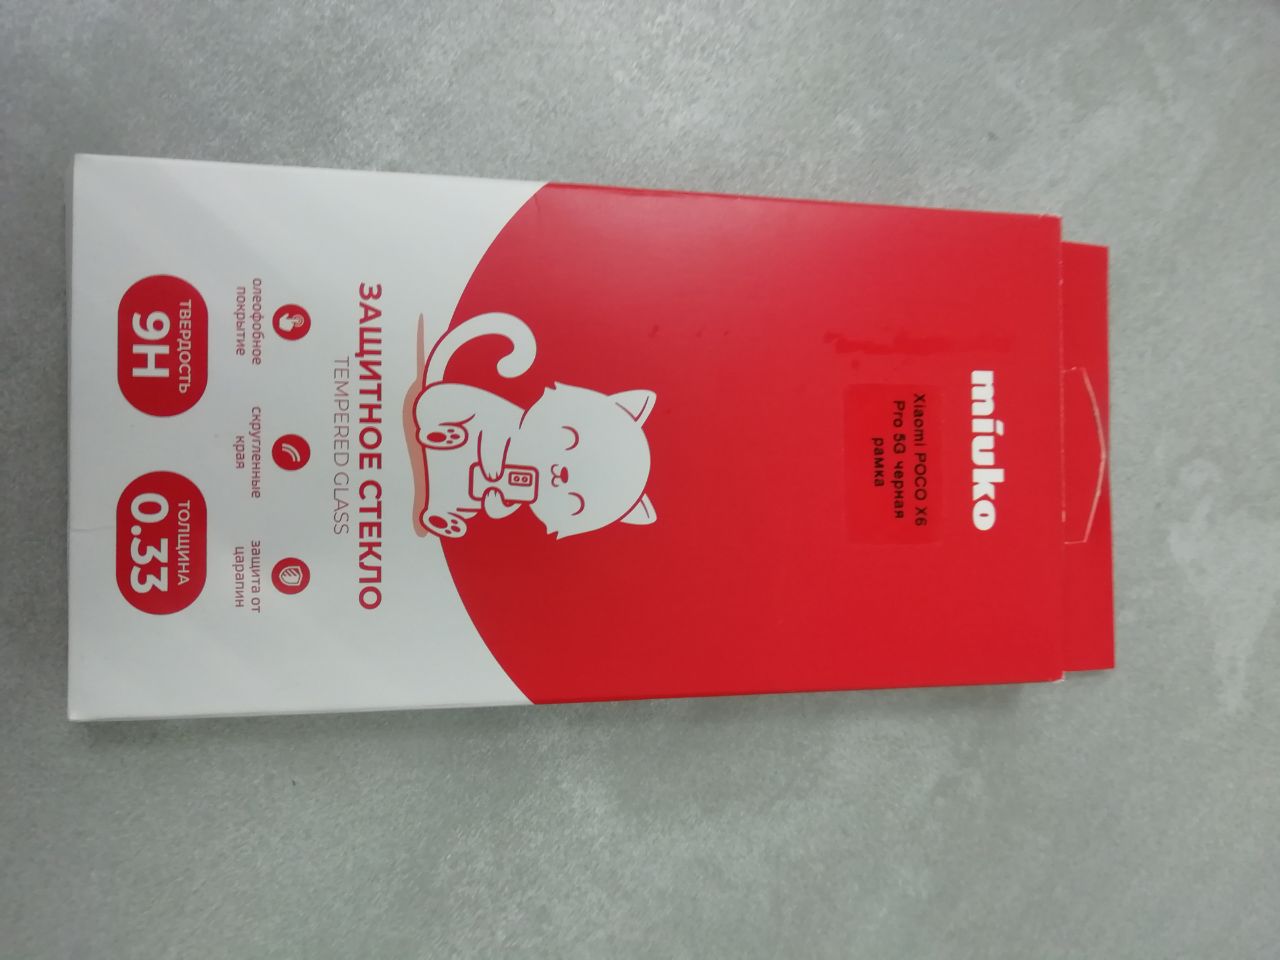 miuko
Xiaomi POCO X6
Pro 5G черная
рамка
ЗАЩИТНОЕ СТЕКЛО
TEMPERED GLASS
олеофобное
покрытие
скругленные
края
защита от
царапин
ТВЕРДОСТЬ
9H
ТОЛЩИНА
0.33